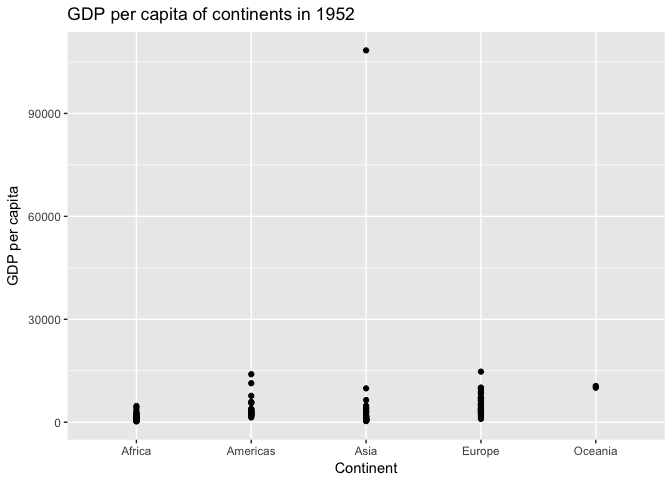 GDP per capita of continents in 1952
GDP per capita
90000
60000
30000
0
Africa
Americas
Asia
Europe
Oceania
Continent